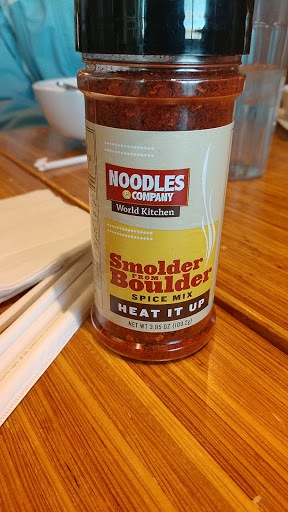 NOODLES
& COMPANY
World Kitchen
Smolder
FROM
Boulder
SPICE MIX
HEAT IT UP
NET WT 3.85 OZ (109.2g)